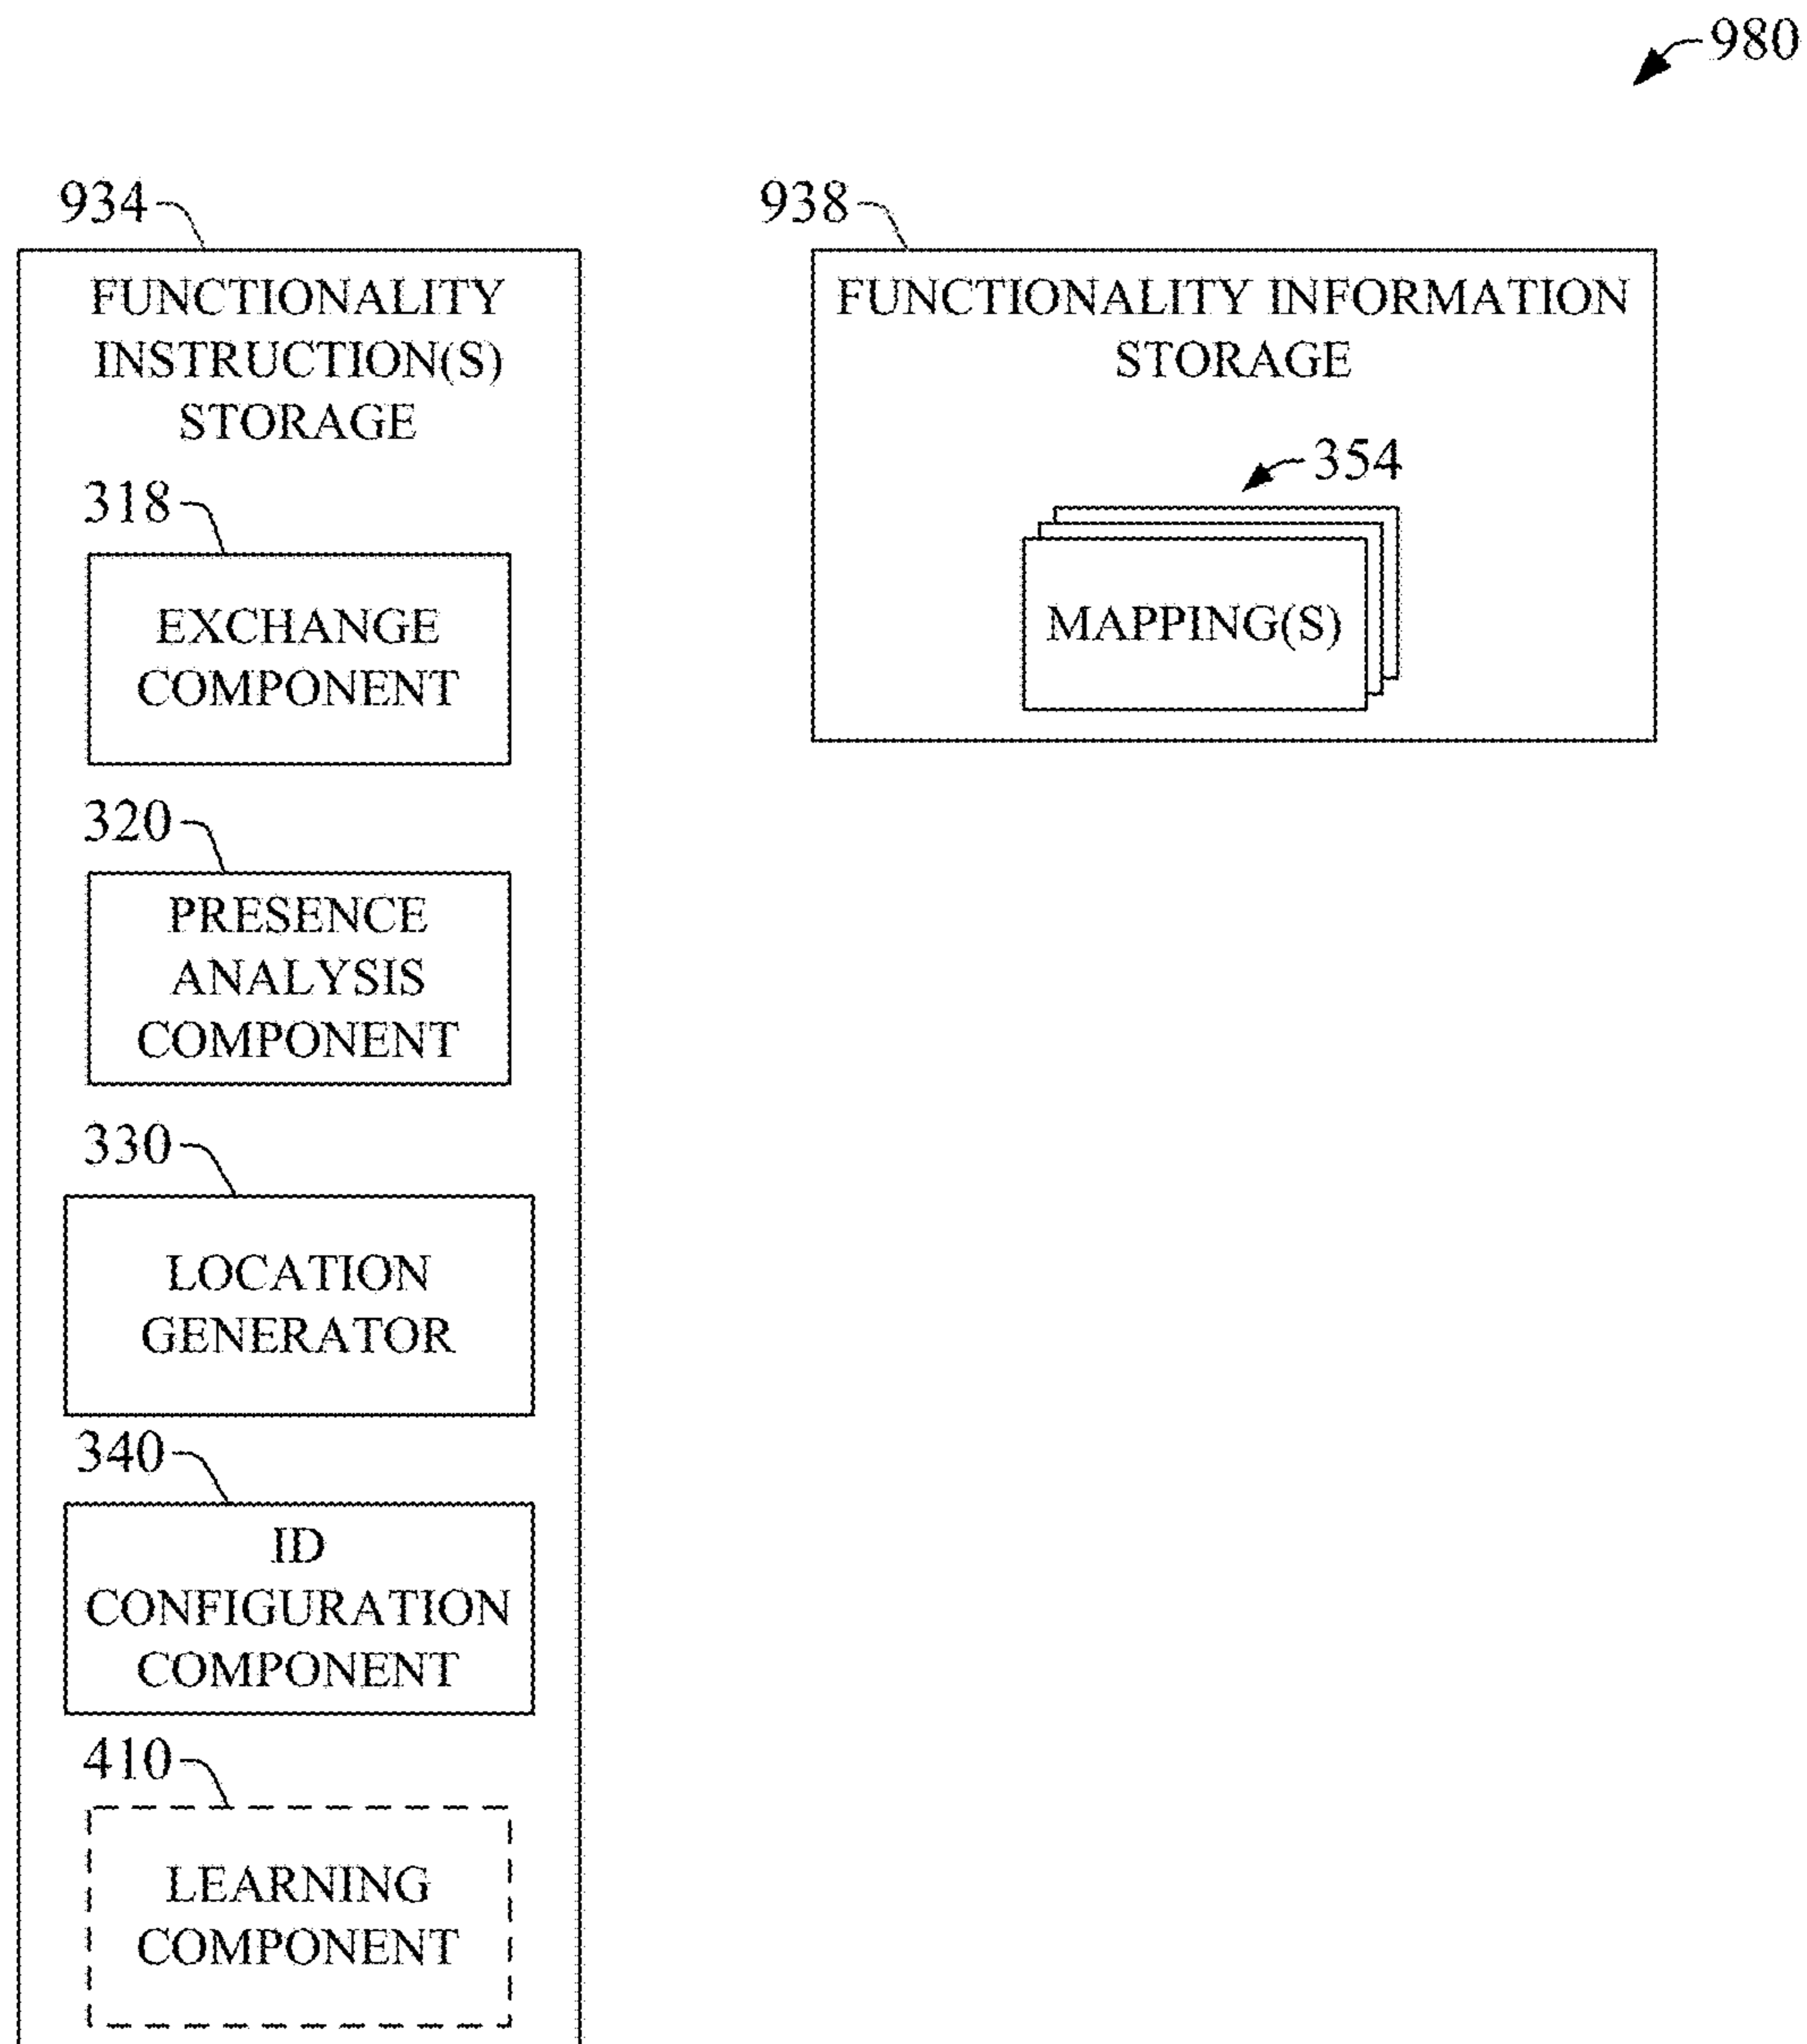 980
934
FUNCTIONALITY
INSTRUCTION(S)
STORAGE
318
EXCHANGE
COMPONENT
320
PRESENCE
ANALYSIS
COMPONENT
330
LOCATION
GENERATOR
340
ID
CONFIGURATION
COMPONENT
410
LEARNING
COMPONENT
938
FUNCTIONALITY INFORMATION
STORAGE
354
MAPPING(S)